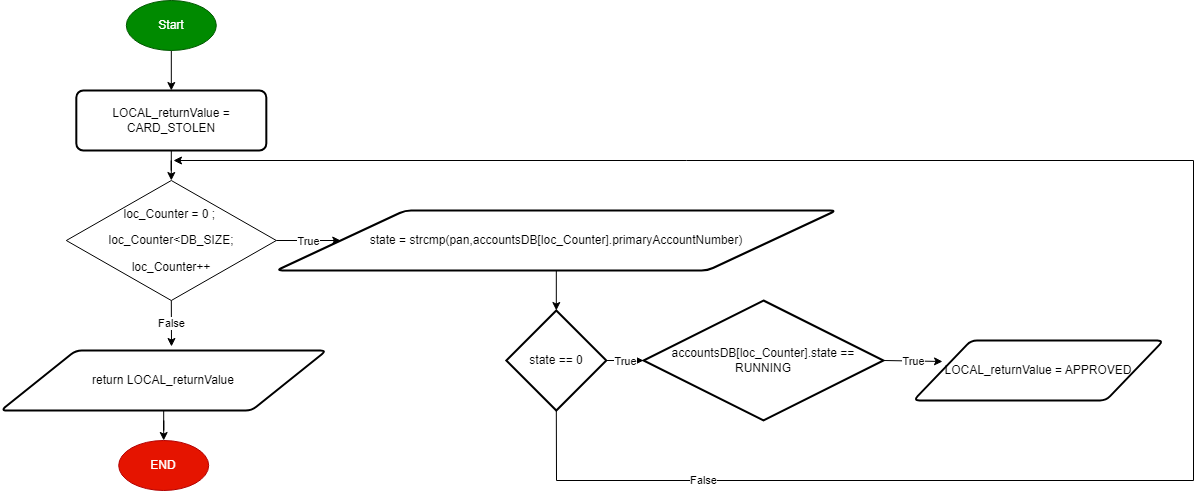 Start
LOCAL_returnValue =
CARD_STOLEN
loc_Counter = 0 ;
loc_Counter<DB_SIZE;
loc_Counter++
True
state = strcmp(pan,accountsDB[loc_Counter].primaryAccountNumber)
False
state == 0
True
accountsDB[loc_Counter].state ==
RUNNING
True
LOCAL_returnValue = APPROVED
return LOCAL_returnValue
END
False